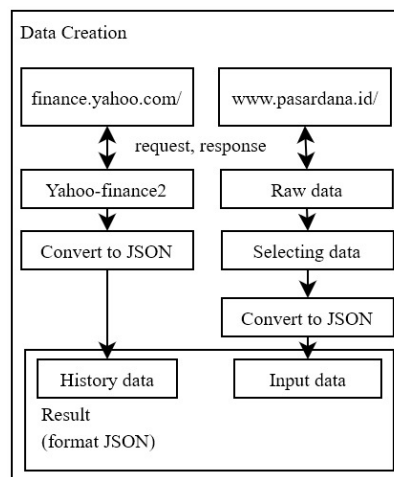 Data Creation
finance.yahoo.com/
www.pasardana.id/
request, response
Yahoo-finance2
Raw data
Convert to JSON
Selecting data
Convert to JSON
History data
Input data
Result
(format JSON)